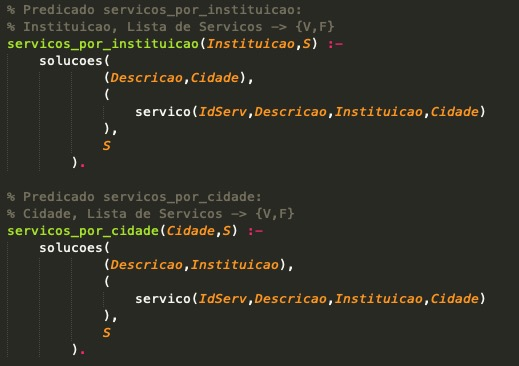 % Predicado servicos_por_instituicao:
% Instituicao, Lista de Servicos -> {V,F}
servicos_por_instituicao(Instituicao,S) :-
solucoes(
(Descricao,Cidade),
(
servico(IdServ,Descricao,Instituicao,Cidade)
),
S
).
% Predicado servicos_por_cidade:
% Cidade, Lista de Servicos -> {V,F}
servicos_por_cidade(Cidade,S) :-
solucoes(
(Descricao,Instituicao),
(
servico(IdServ,Descricao,Instituicao,Cidade)
),
S
).